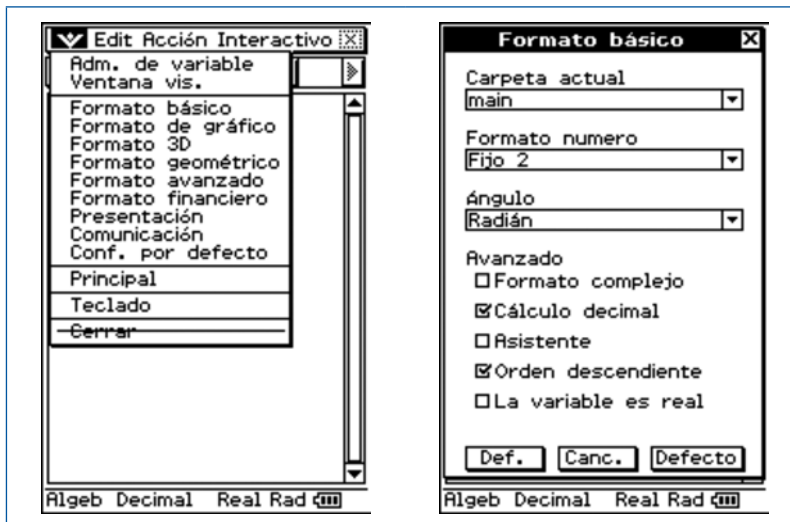 Edit Acción Interactivo
Adm. de variable
Ventana vis.
Formato básico
Formato de gráfico
Formato 3D
Formato geométrico
Formato avanzado
Formato financiero
Presentación
Comunicación
Conf. por defecto
Principal
Teclado
Cerrar
Algeb Decimal Real Rad
Formato básico
Carpeta actual
main
Formato numero
Fijo 2
Ángulo
Radián
Avanzado
Formato complejo
Cálculo decimal
Asistente
Orden descendiente
La variable es real
Def. Canc. Defecto
Algeb Decimal Real Rad